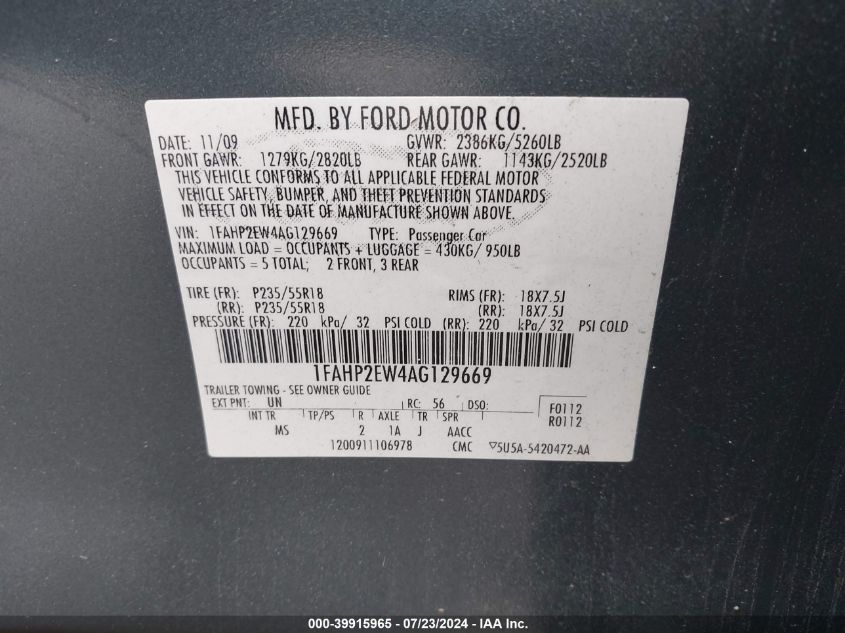 MFD. BY FORD MOTOR CO.
DATE: 11/09 GVWR: 2386KG/5260LB
FRONT GAWR: 1279KG/2820LB REAR GAWR: 1143KG/2520LB
THIS VEHICLE CONFORMS TO ALL APPLICABLE FEDERAL MOTOR
VEHICLE SAFETY, BUMPER, AND THEFT PREVENTION STANDARDS
IN EFFECT ON THE DATE OF MANUFACTURE SHOWN ABOVE.
VIN: 1FAHP2EW4AG129669 TYPE: Passenger Car
MAXIMUM LOAD = OCCUPANTS + LUGGAGE = 430KG/ 950LB
OCCUPANTS = 5 TOTAL; 2 FRONT, 3 REAR
TIRE (FR): P235/55R18 RIMS (FR): 18X7.5J
(RR): P235/55R18 (RR): 18X7.5J
PRESSURE (FR): 220 kPa/ 32 PSI COLD (RR): 220 kPa/ 32 PSI COLD
1FAHP2EW4AG129669
TRAILER TOWING - SEE OWNER GUIDE
EXT PNT: UN RC: 56 DSO: F0112
INT TR TP/PS R AXLE TR SPR R0112
MS 2 1A J AACC
1200911106978 CMC ▽5U5A-5420472-AA
000-39915965 / 07/23/2024 / IAA Inc.